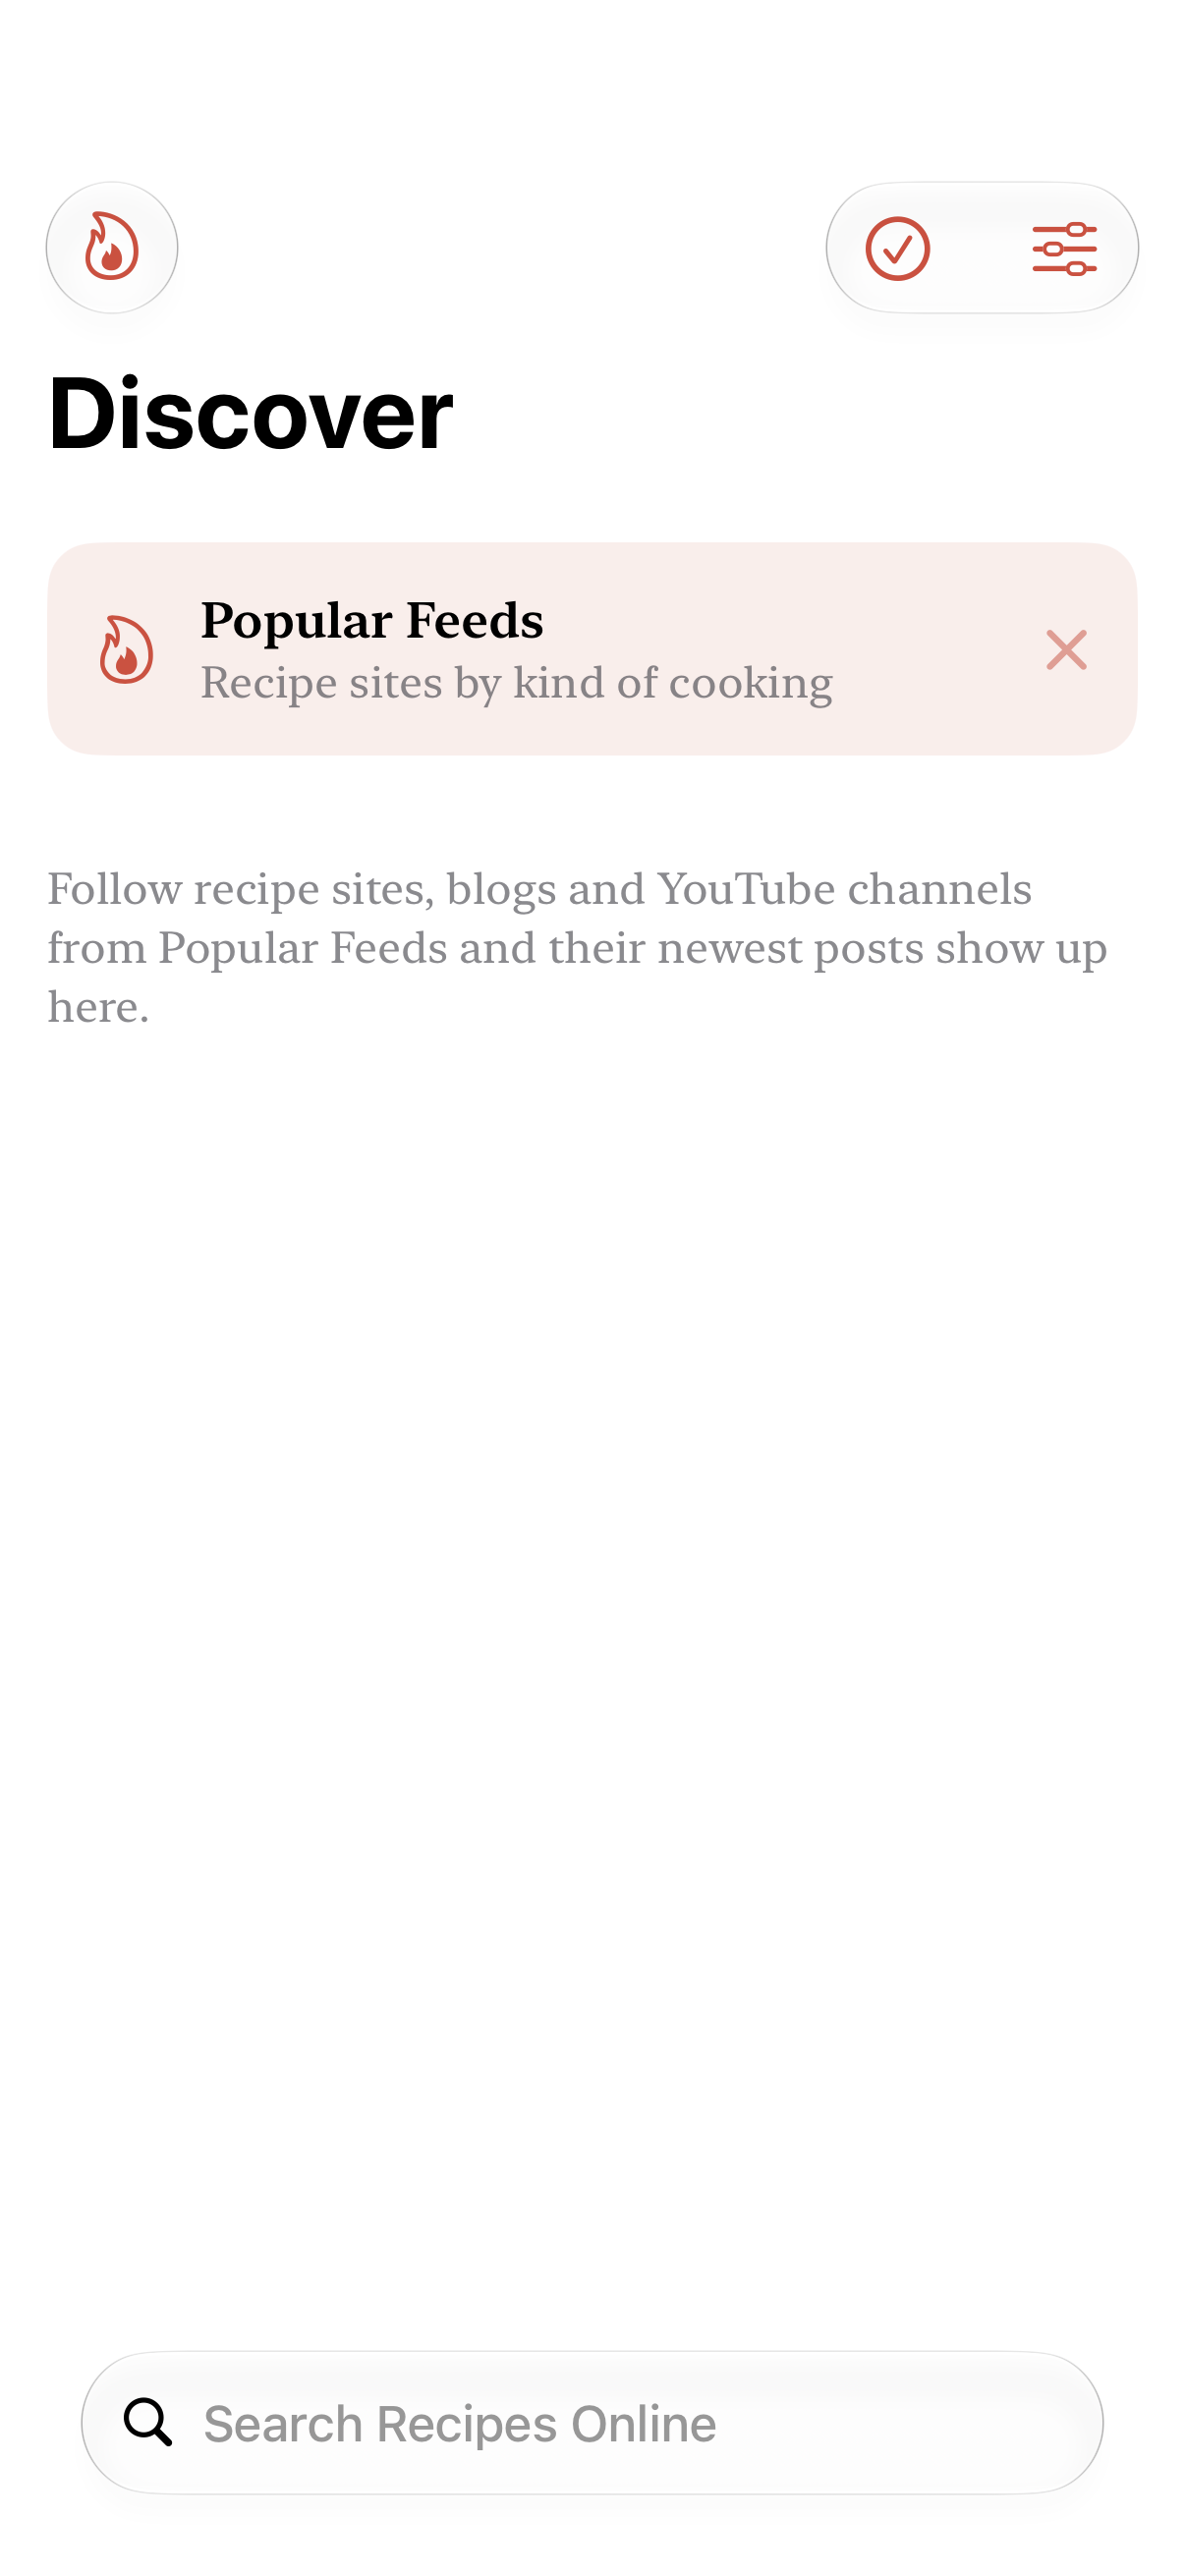 Discover
Popular Feeds
Recipe sites by kind of cooking
Follow recipe sites, blogs and YouTube channels
from Popular Feeds and their newest posts show up
here.
Search Recipes Online